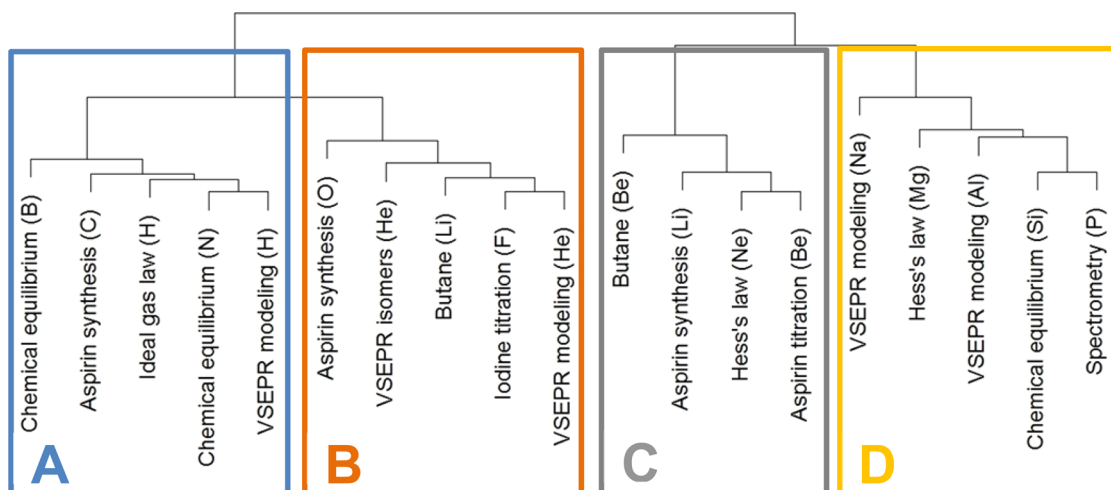 Chemical equilibrium (B)
Aspirin synthesis (C)
Ideal gas law (H)
Chemical equilibrium (N)
VSEPR modeling (H)
A
Aspirin synthesis (O)
VSEPR isomers (He)
Butane (Li)
Iodine titration (F)
VSEPR modeling (He)
B
Butane (Be)
Aspirin synthesis (Li)
Hess's law (Ne)
Aspirin titration (Be)
C
VSEPR modeling (Na)
Hess's law (Mg)
VSEPR modeling (Al)
Chemical equilibrium (Si)
Spectrometry (P)
D